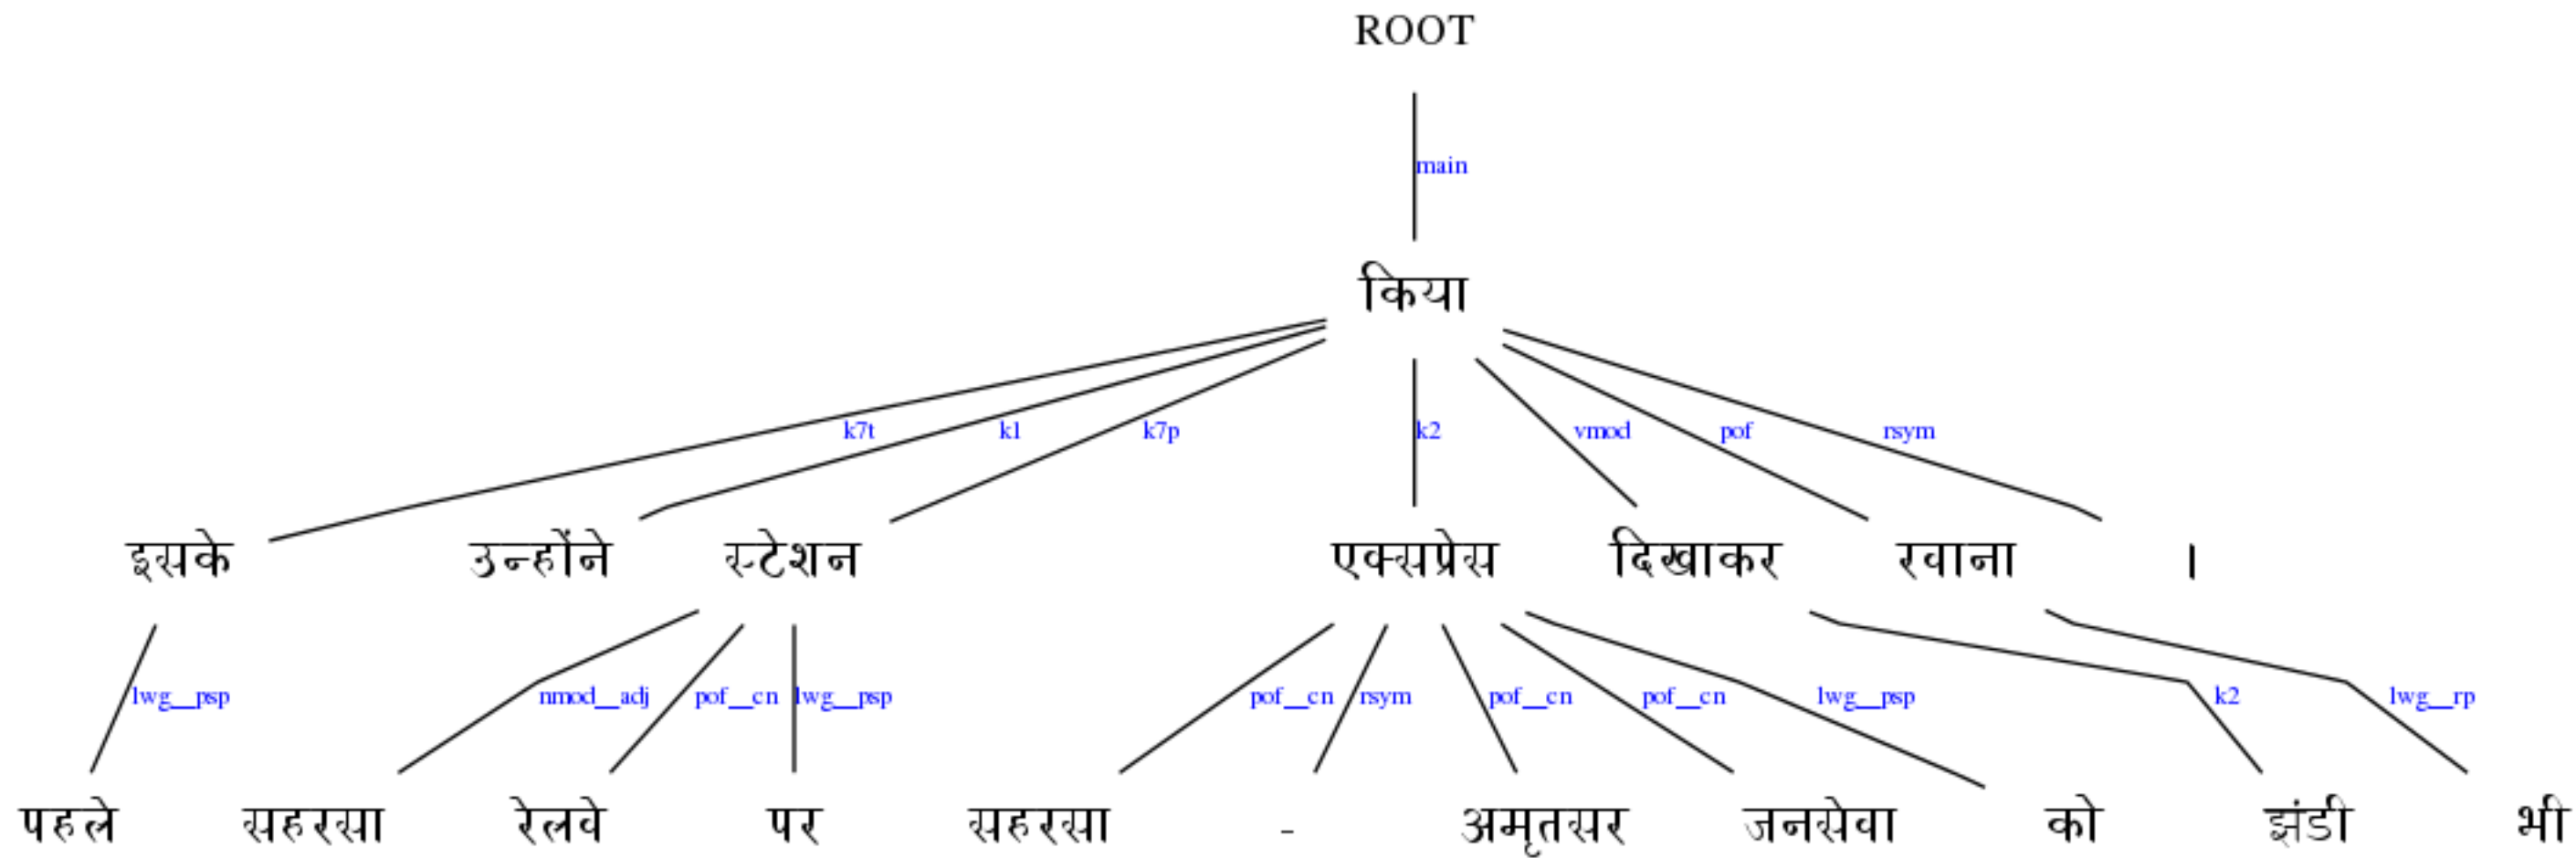 ROOT
main
किया
k7t k1 k7p k2 vmod pof rsym
इसके उन्होंने स्टेशन एक्सप्रेस दिखाकर रवाना ।
lwg__psp nmod__adj pof__cn lwg__psp pof__cn rsym pof__cn pof__cn lwg__psp k2 lwg__rp
पहले सहरसा रेलवे पर सहरसा - अमृतसर जनसेवा को झंडी भी